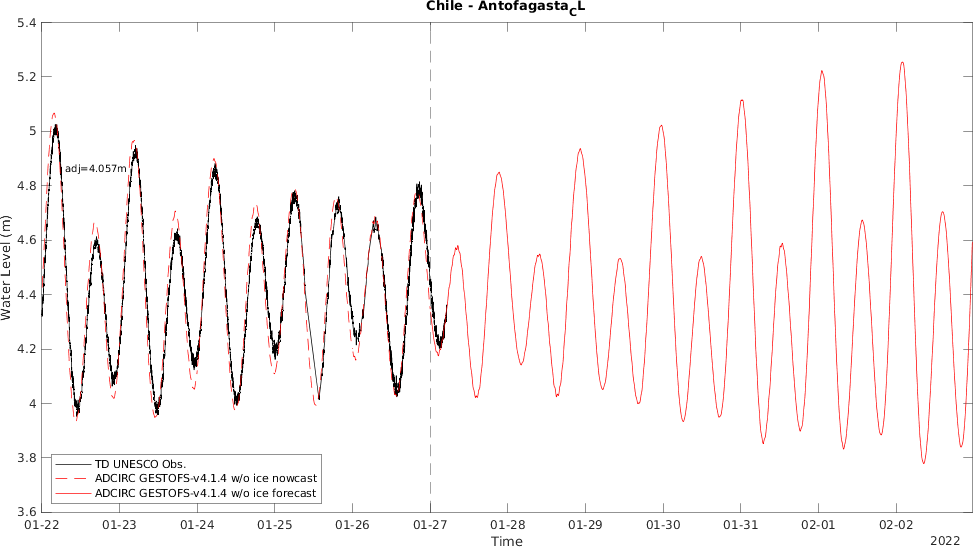 Chile - Antofagasta_CL
5.4
5.2
5
4.8
4.6
4.4
4.2
4
3.8
3.6
Water Level (m)
adj=4.057m
TD UNESCO Obs.
ADCIRC GESTOFS-v4.1.4 w/o ice nowcast
ADCIRC GESTOFS-v4.1.4 w/o ice forecast
01-22 01-23 01-24 01-25 01-26 01-27 01-28 01-29 01-30 01-31 02-01 02-02
Time
2022